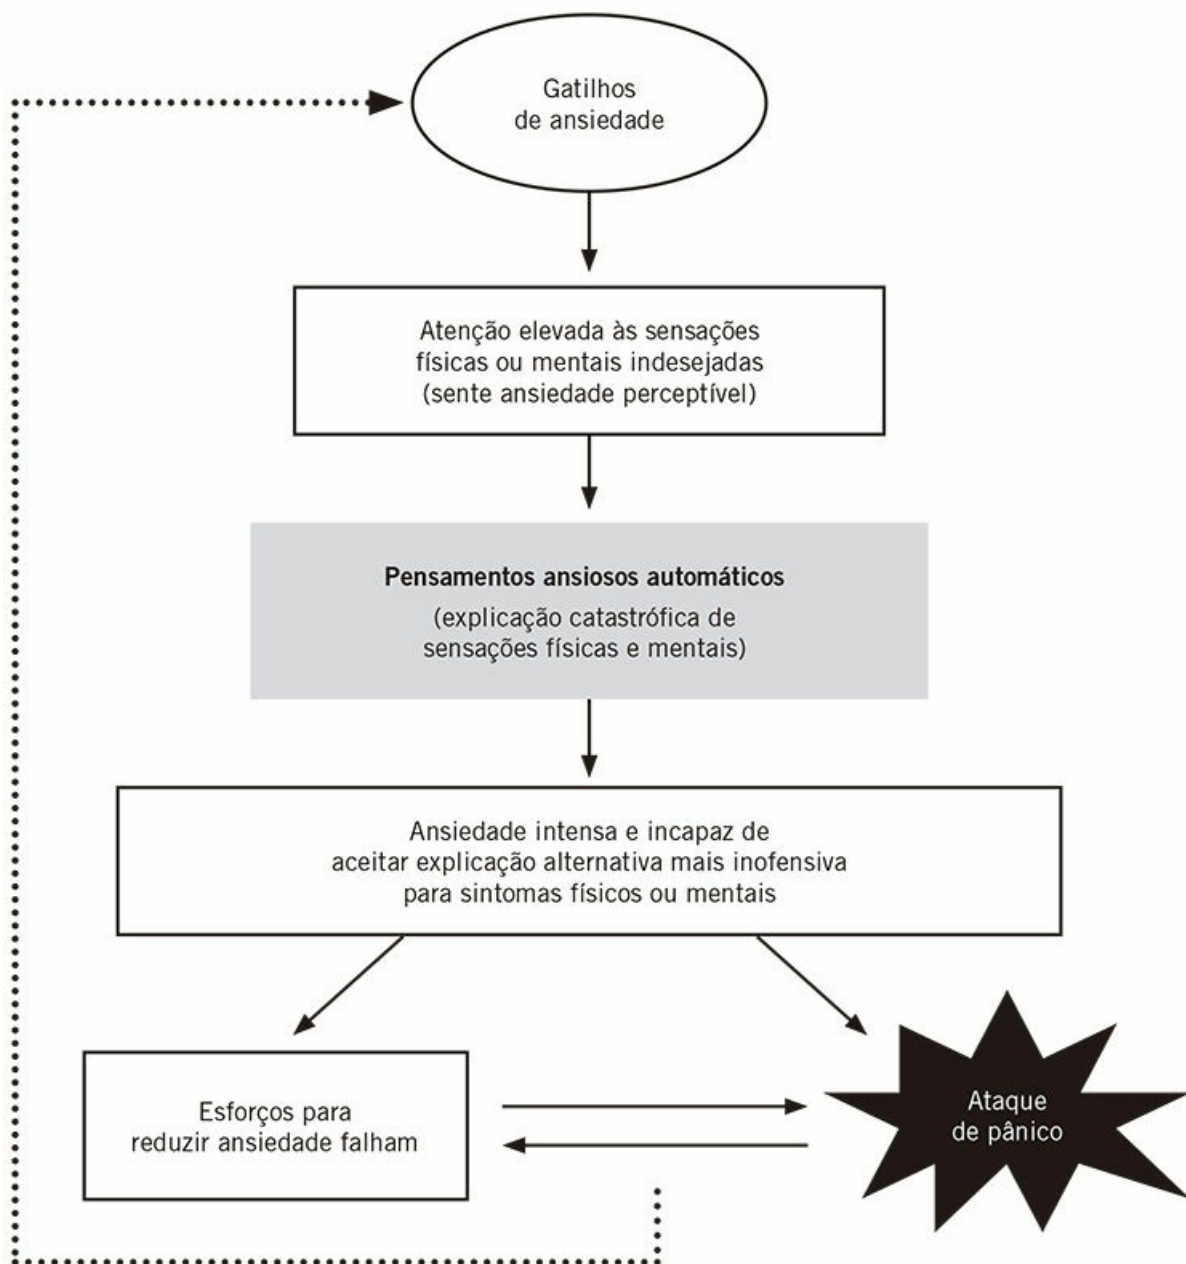 Gatilhos
de ansiedade
Atenção elevada às sensações
físicas ou mentais indesejadas
(sente ansiedade perceptível)
Pensamentos ansiosos automáticos
(explicação catastrófica de
sensações físicas e mentais)
Ansiedade intensa e incapaz de
aceitar explicação alternativa mais inofensiva
para sintomas físicos ou mentais
Esforços para
reduzir ansiedade falham
Ataque
de pânico